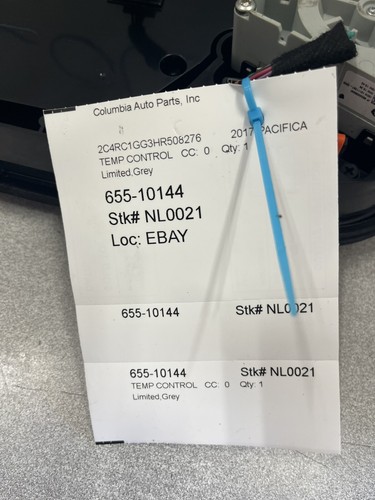 Columbia Auto Parts, Inc
2C4RC1GG3HR508276 2017 PACIFICA
TEMP CONTROL CC: 0 Qty: 1
Limited,Grey
655-10144
Stk# NL0021
Loc: EBAY
655-10144 Stk# NL0021
655-10144 Stk# NL0021
TEMP CONTROL CC: 0 Qty: 1
Limited,Grey